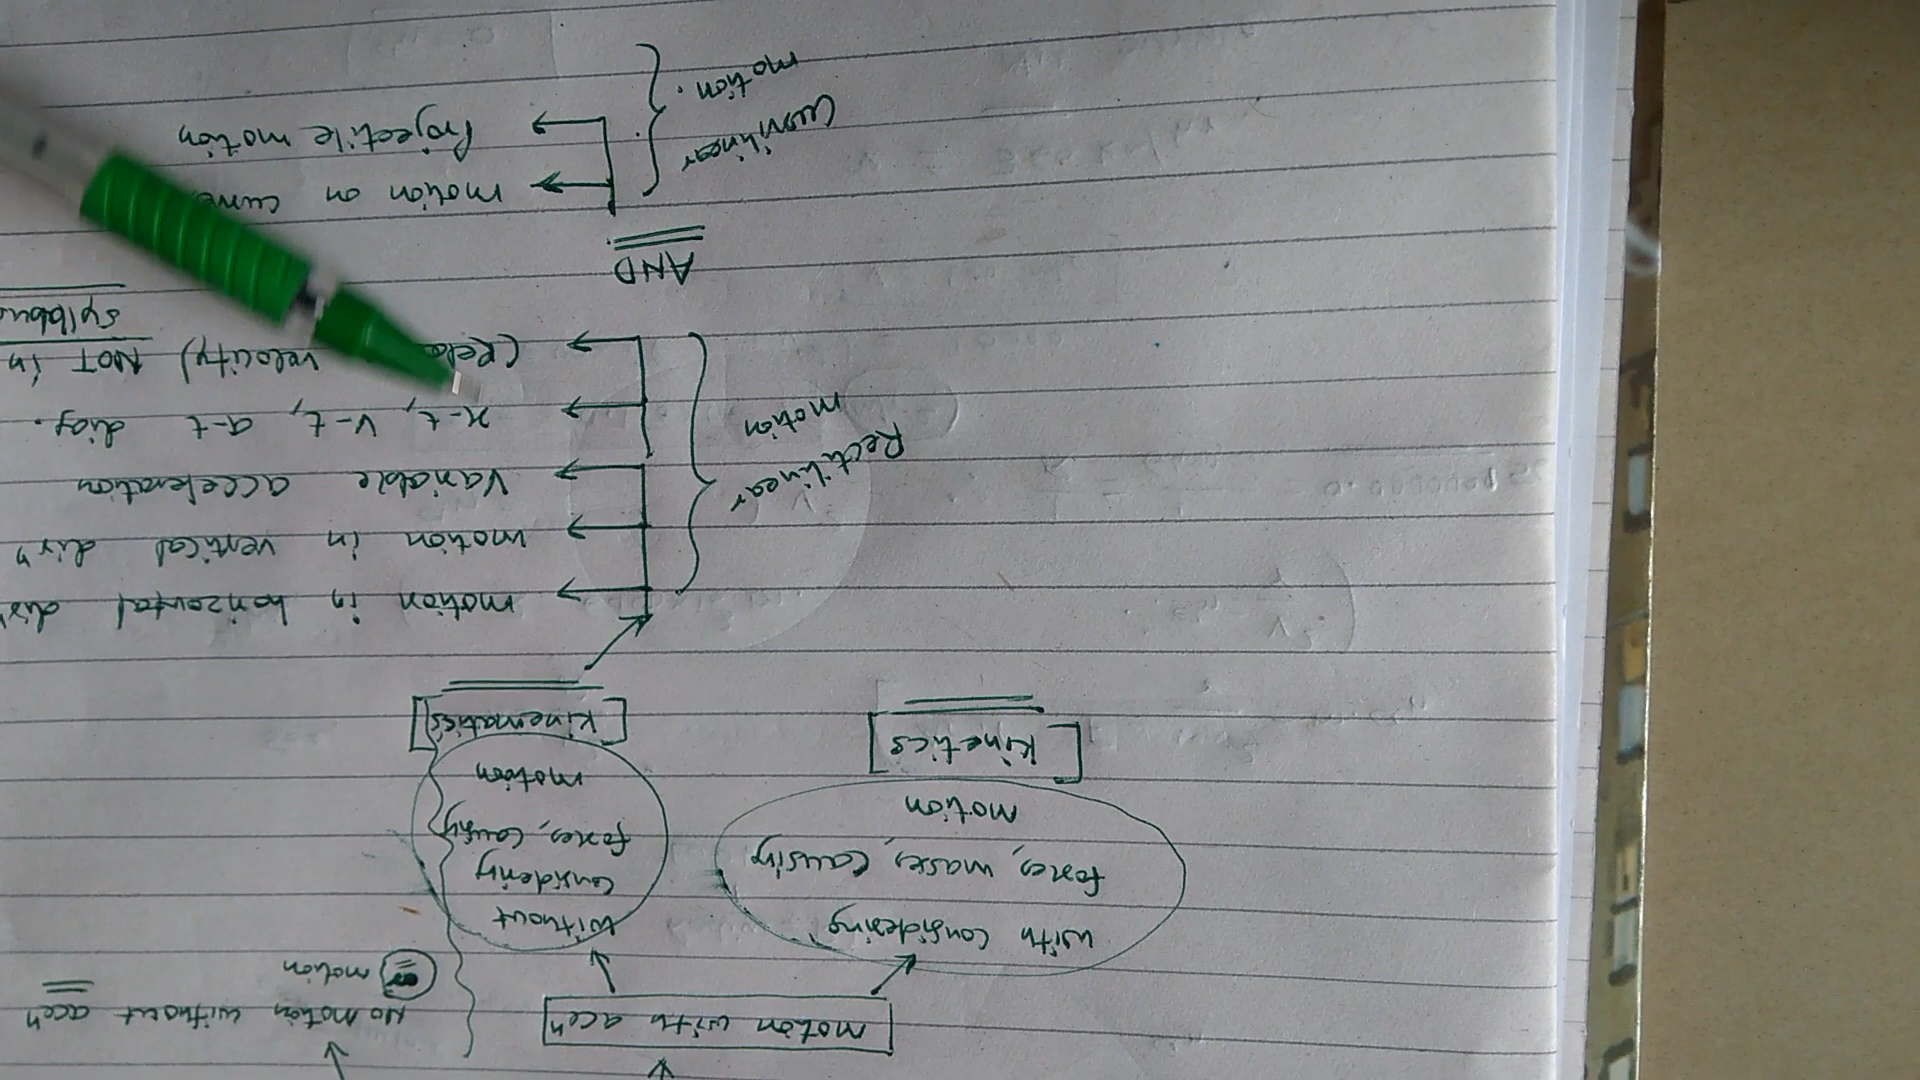 No motion, motion without accⁿ
motion with accⁿ
with considering
forces, masses, causing
motion
[Kinetics]
without
considering
forces, causing
motion
[Kinematics]
Rectilinear
motion
motion in horizontal dirⁿ
motion in vertical dirⁿ
Variable acceleration
x-t, v-t, a-t diag.
velocity) NOT in
syllabus
AND
Curvilinear
motion.
motion on
Projectile motion